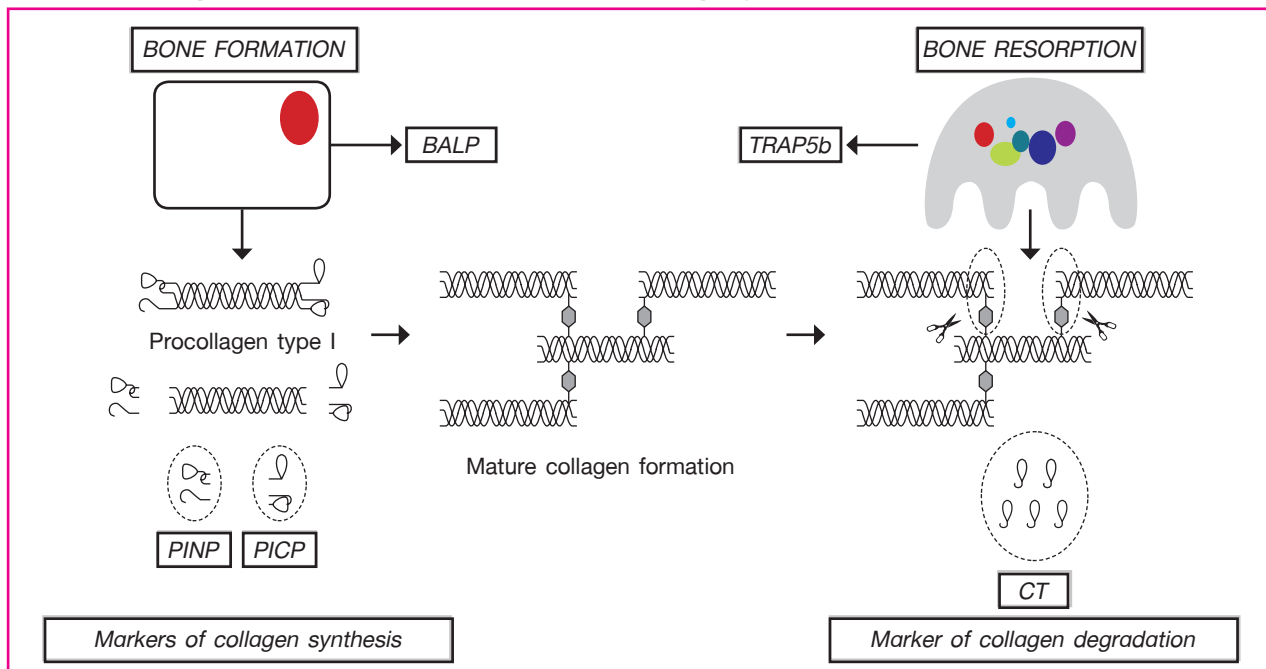 BONE FORMATION
BONE RESORPTION
BALP
TRAP5b
Procollagen type I
Mature collagen formation
PINP
PICP
CT
Markers of collagen synthesis
Marker of collagen degradation